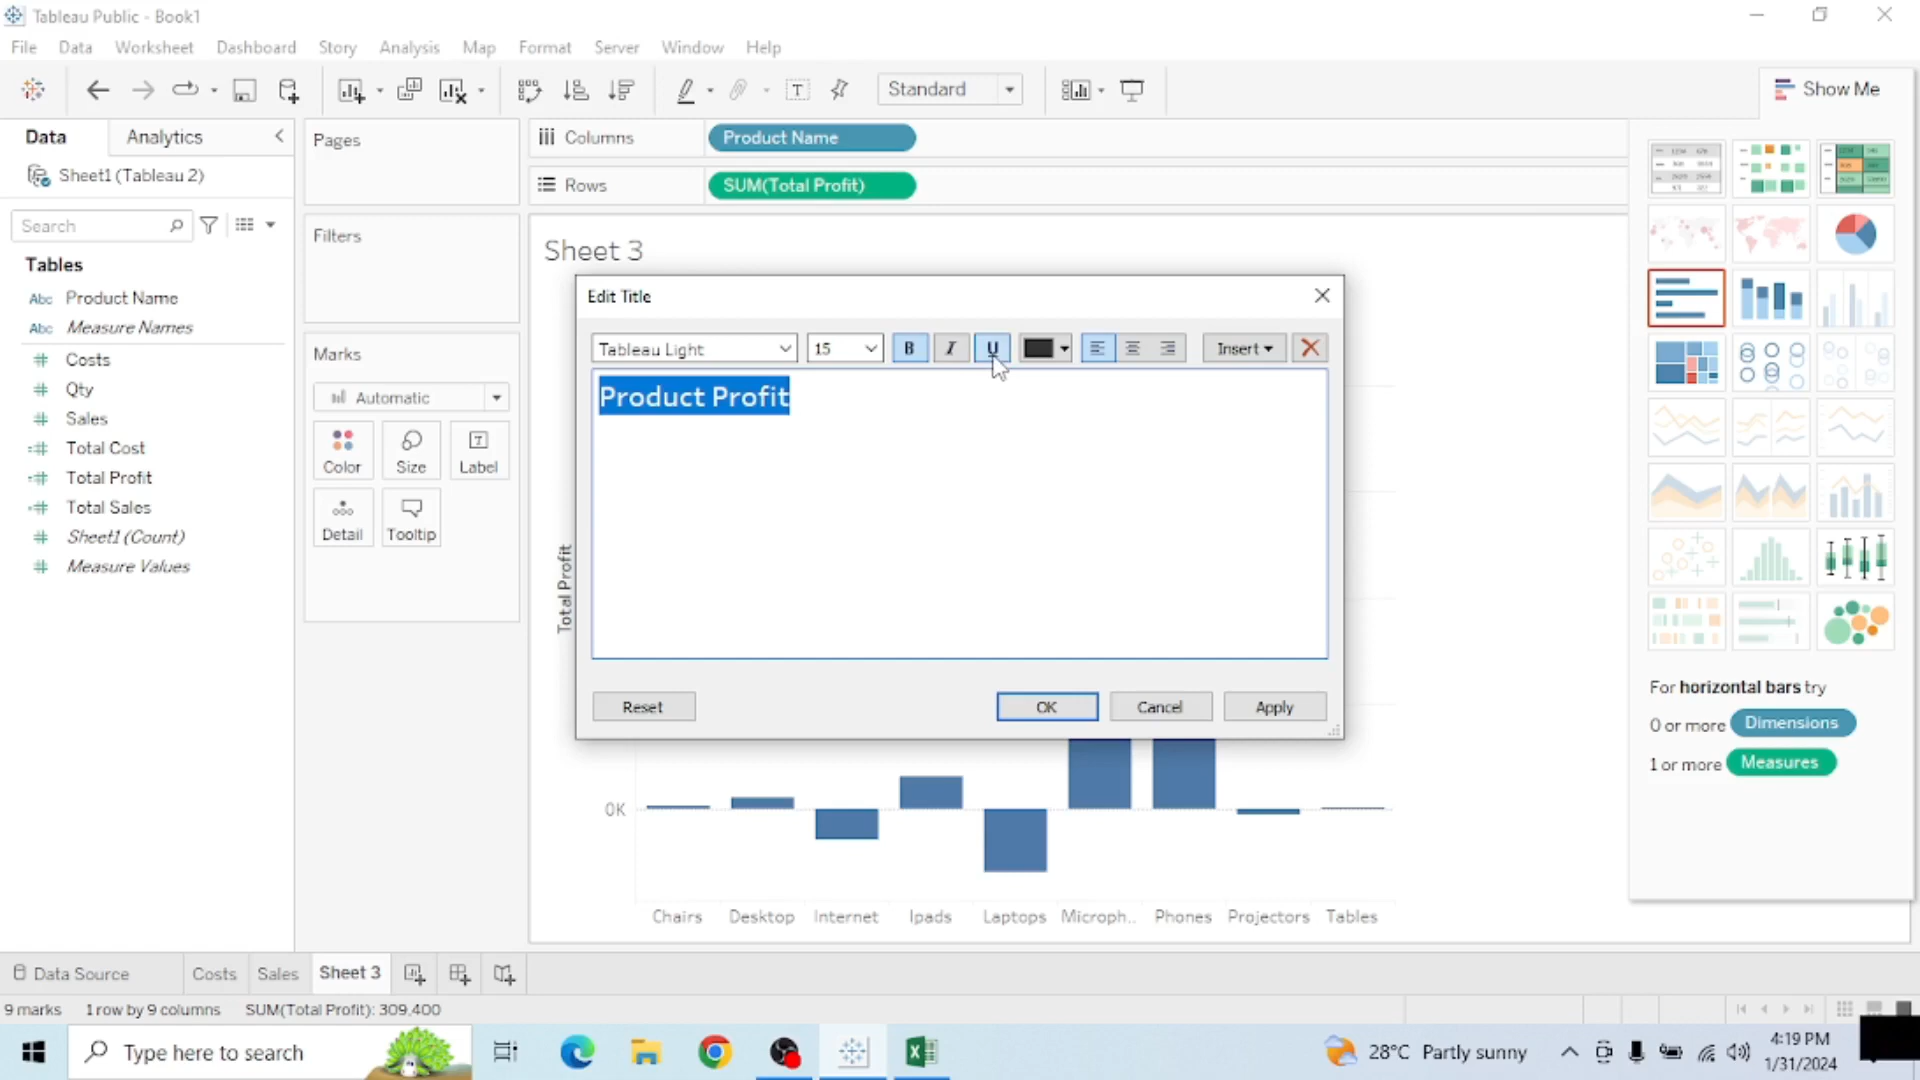 Tableau Public - Book1
File Data Worksheet Dashboard Story Analysis Map Format Server Window Help
Standard
Show Me
Data Analytics
Pages
Columns Product Name
Sheet1 (Tableau 2)
Rows SUM(Total Profit)
Search
Filters
Sheet 3
Tables
Abc Product Name
Abc Measure Names
Costs
Qty
Sales
Total Cost
Total Profit
Total Sales
Sheet1 (Count)
Measure Values
Marks
Automatic
Color Size Label
Detail Tooltip
Edit Title
Tableau Light 15 B I U Insert
Product Profit
Reset OK Cancel Apply
Total Profit
0K
Chairs Desktop Internet Ipads Laptops Microph.. Phones Projectors Tables
For horizontal bars try
0 or more Dimensions
1 or more Measures
Data Source Costs Sales Sheet 3
9 marks 1 row by 9 columns SUM(Total Profit): 309,400
Type here to search
28°C Partly sunny
4:19 PM
1/31/2024